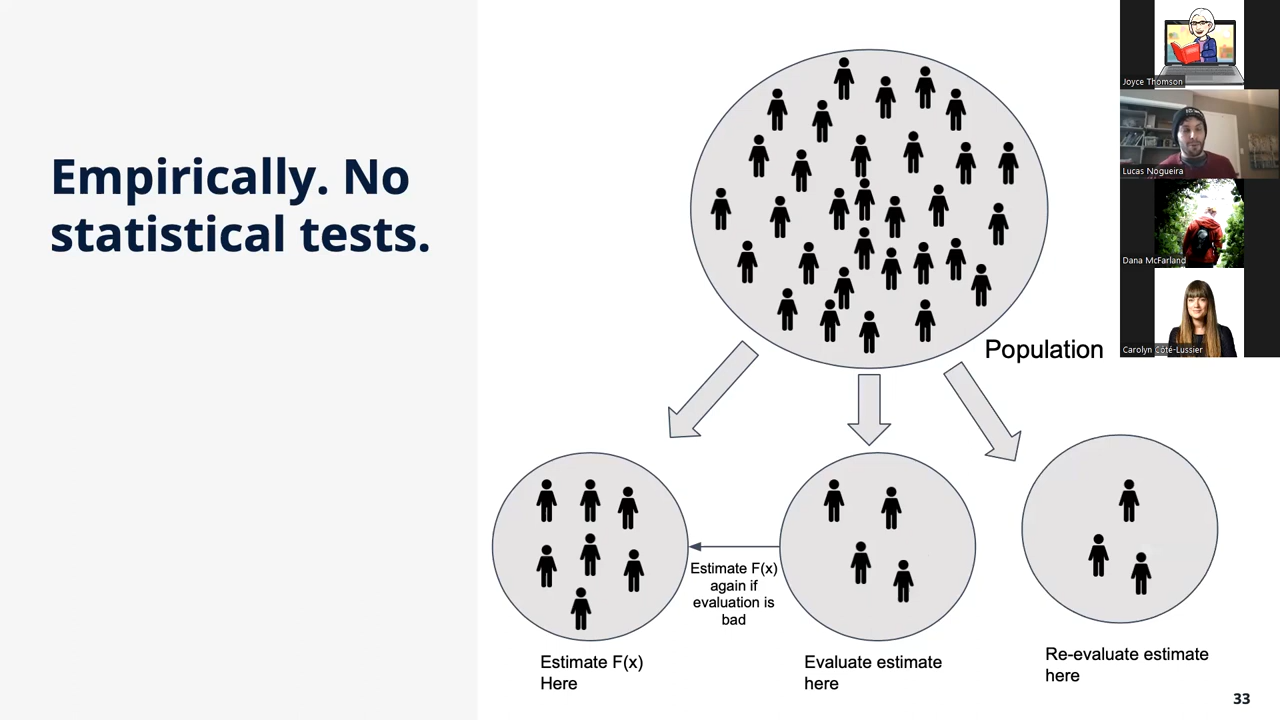 Empirically. No
statistical tests.
Population
Estimate F(x)
again if
evaluation is
bad
Estimate F(x)
Here
Evaluate estimate
here
Re-evaluate estimate
here
33
Joyce Thomson
Lucas Nogueira
Dana McFarland
Carolyn Côté-Lussier